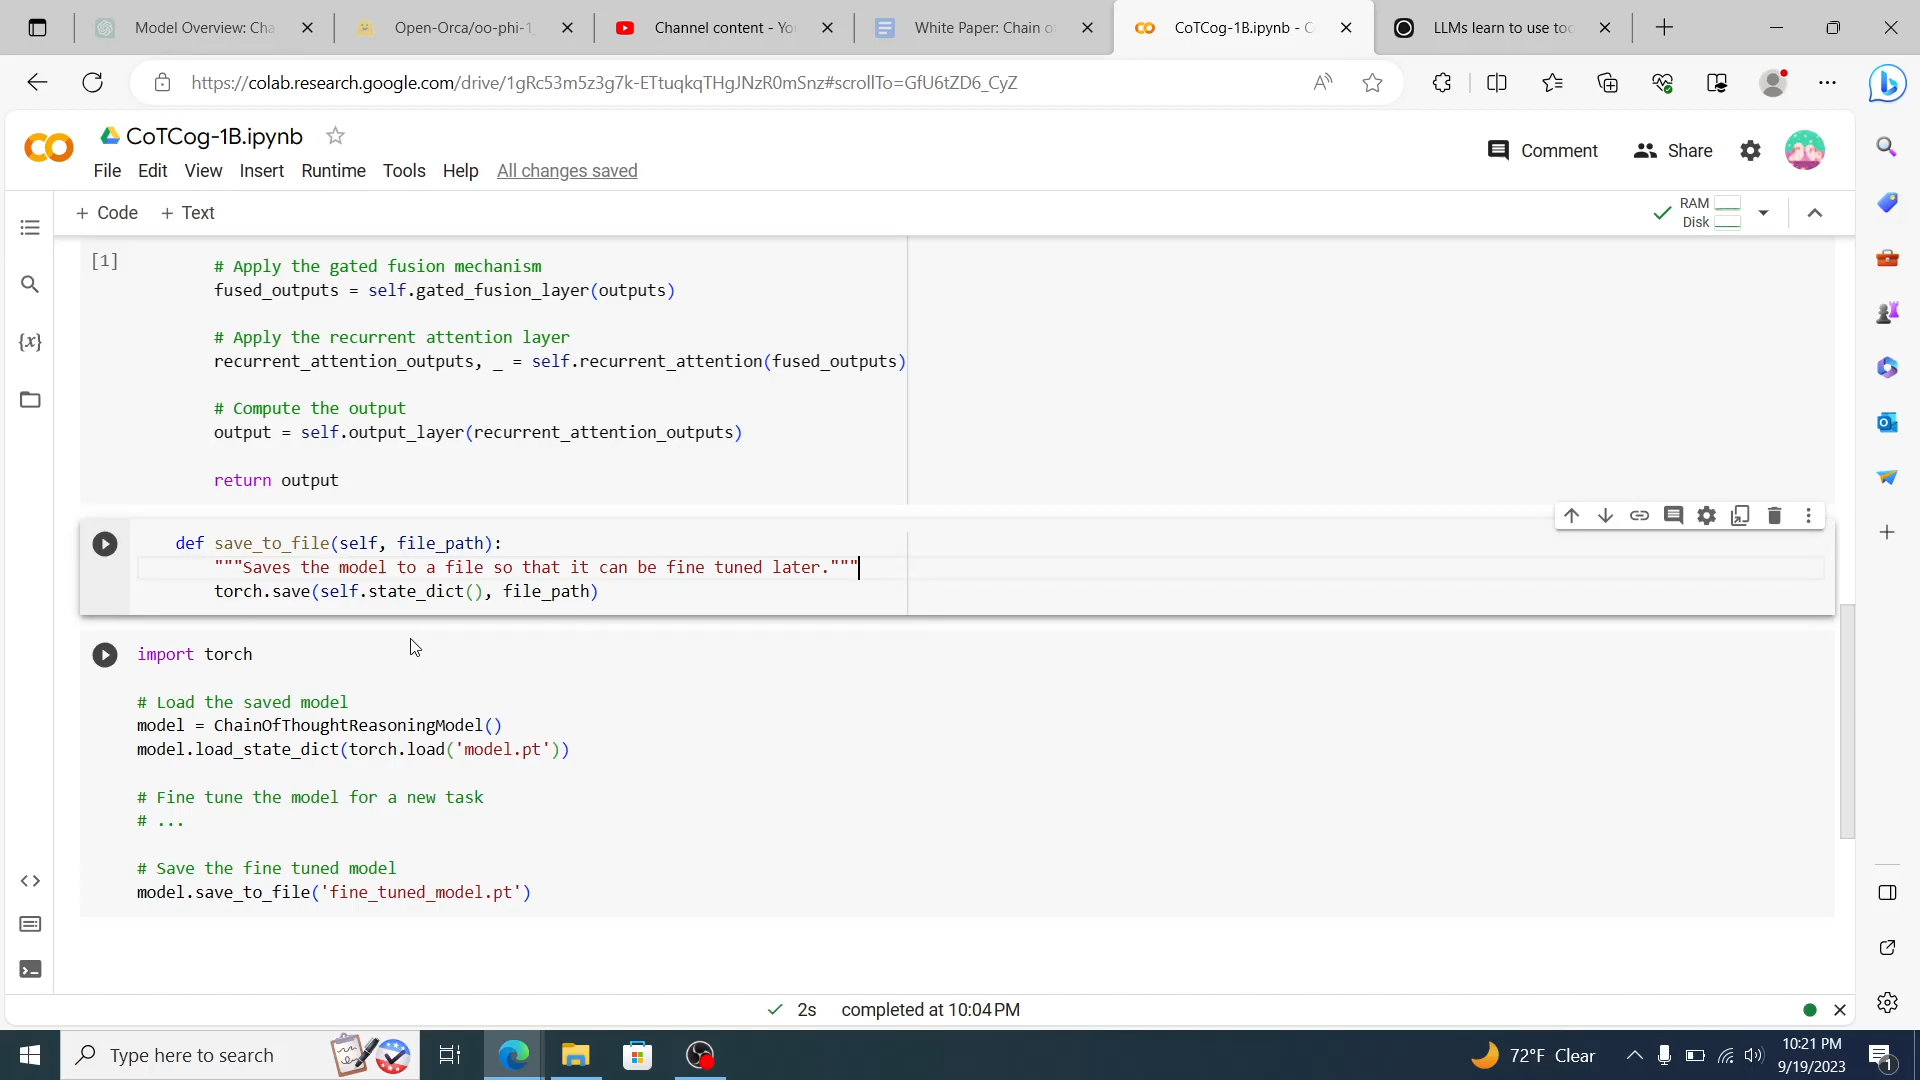 Model Overview: Cha
Open-Orca/oo-phi-1_
Channel content - Yo
White Paper: Chain o
CoTCog-1B.ipynb - C
LLMs learn to use too
https://colab.research.google.com/drive/1gRc53m5z3g7k-ETtuqkqTHgJNzR0mSnz#scrollTo=GfU6tZD6_CyZ
CoTCog-1B.ipynb
Comment
Share
File Edit View Insert Runtime Tools Help All changes saved
+ Code + Text
RAM
Disk
[1]
# Apply the gated fusion mechanism
fused_outputs = self.gated_fusion_layer(outputs)
# Apply the recurrent attention layer
recurrent_attention_outputs, _ = self.recurrent_attention(fused_outputs)
# Compute the output
output = self.output_layer(recurrent_attention_outputs)
return output
def save_to_file(self, file_path):
"""Saves the model to a file so that it can be fine tuned later."""
torch.save(self.state_dict(), file_path)
import torch
# Load the saved model
model = ChainOfThoughtReasoningModel()
model.load_state_dict(torch.load('model.pt'))
# Fine tune the model for a new task
# ...
# Save the fine tuned model
model.save_to_file('fine_tuned_model.pt')
2s completed at 10:04 PM
Type here to search
72°F Clear
10:21 PM
9/19/2023
1